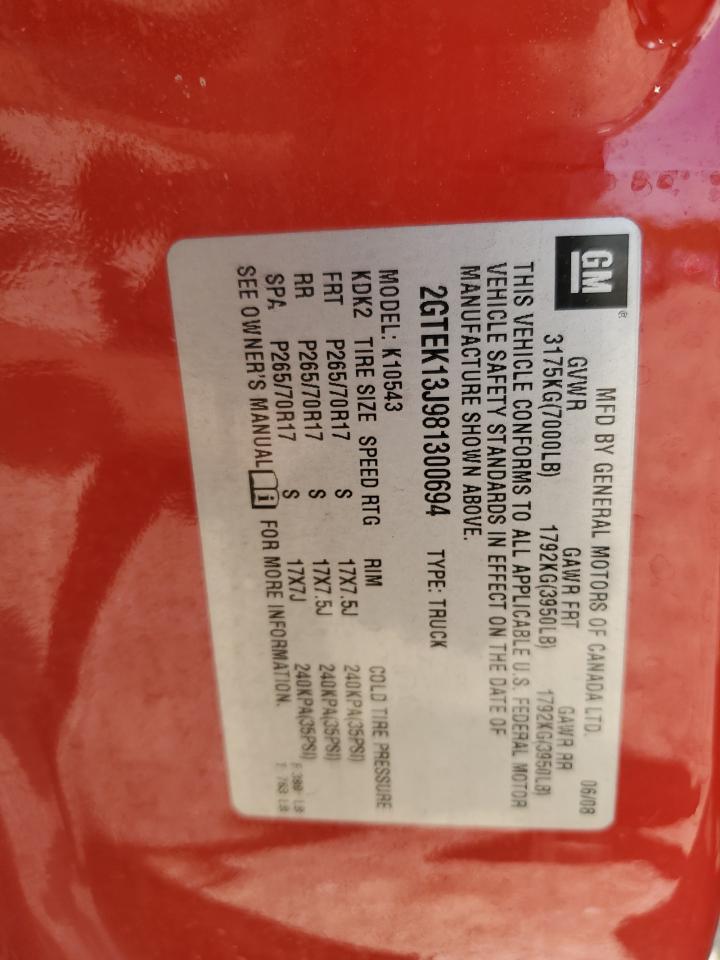 GM®
MFD BY GENERAL MOTORS OF CANADA LTD. 06/08
GVWR GAWR FRT GAWR RR
3175KG(7000LB) 1792KG(3950LB) 1792KG(3950LB)
THIS VEHICLE CONFORMS TO ALL APPLICABLE U.S. FEDERAL MOTOR
VEHICLE SAFETY STANDARDS IN EFFECT ON THE DATE OF
MANUFACTURE SHOWN ABOVE.
2GTEK13J981300694 TYPE: TRUCK
MODEL: K10543
KDK2 TIRE SIZE SPEED RTG RIM COLD TIRE PRESSURE
FRT P265/70R17 S 17X7.5J 240KPA(35PSI)
RR P265/70R17 S 17X7.5J 240KPA(35PSI)
SPA P265/70R17 S 17X7J 240KPA(35PSI)
SEE OWNER'S MANUAL FOR MORE INFORMATION.
LB
T: 763 LB